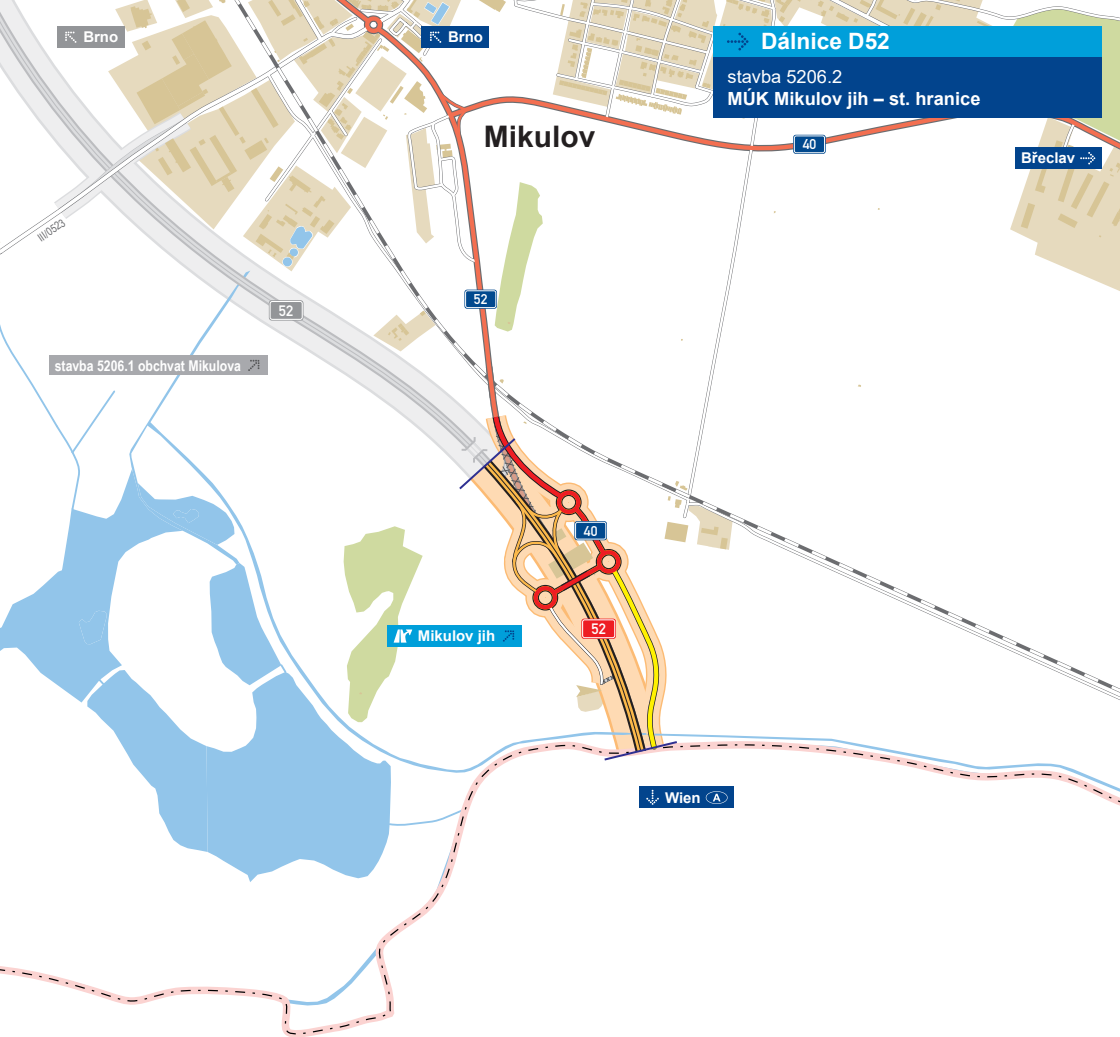 Brno
Brno
Dálnice D52
stavba 5206.2
MÚK Mikulov jih – st. hranice
Mikulov
40
Břeclav
III/0523
52
52
stavba 5206.1 obchvat Mikulova
40
Mikulov jih
52
Wien A